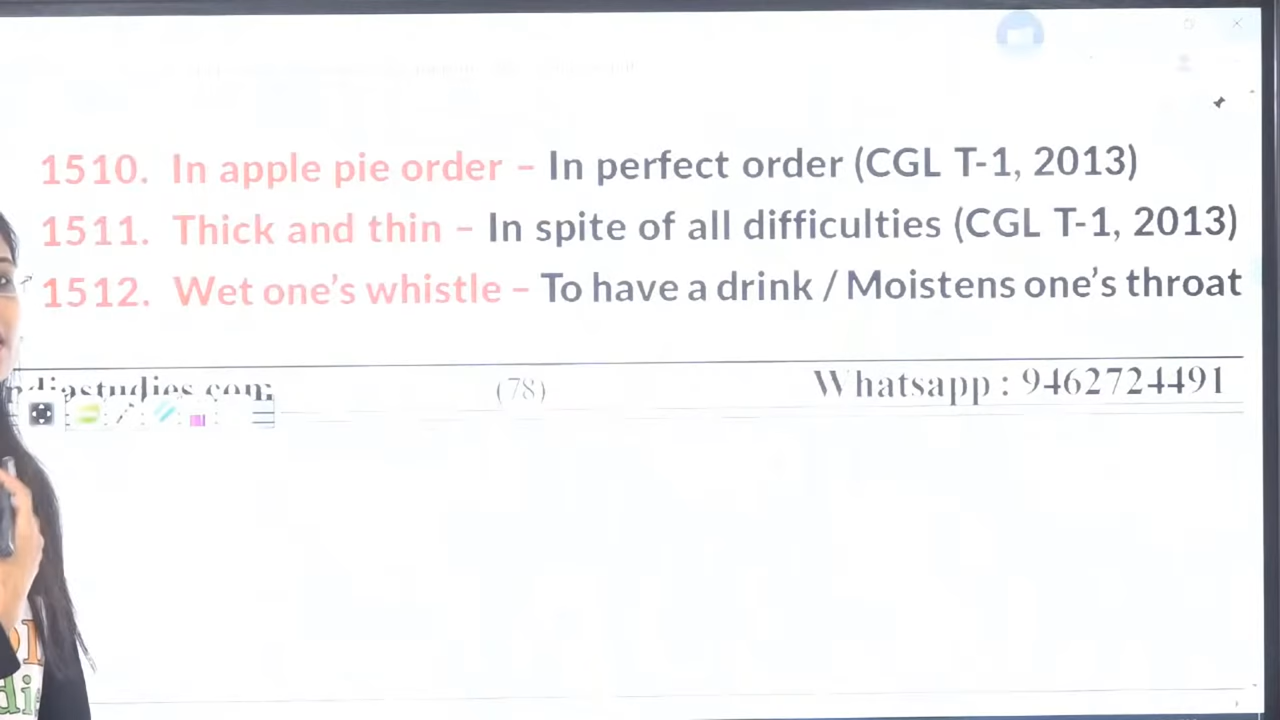 1510. In apple pie order – In perfect order (CGL T-1, 2013)
1511. Thick and thin – In spite of all difficulties (CGL T-1, 2013)
1512. Wet one’s whistle – To have a drink / Moistens one’s throat
(78)
Whatsapp : 9462724491